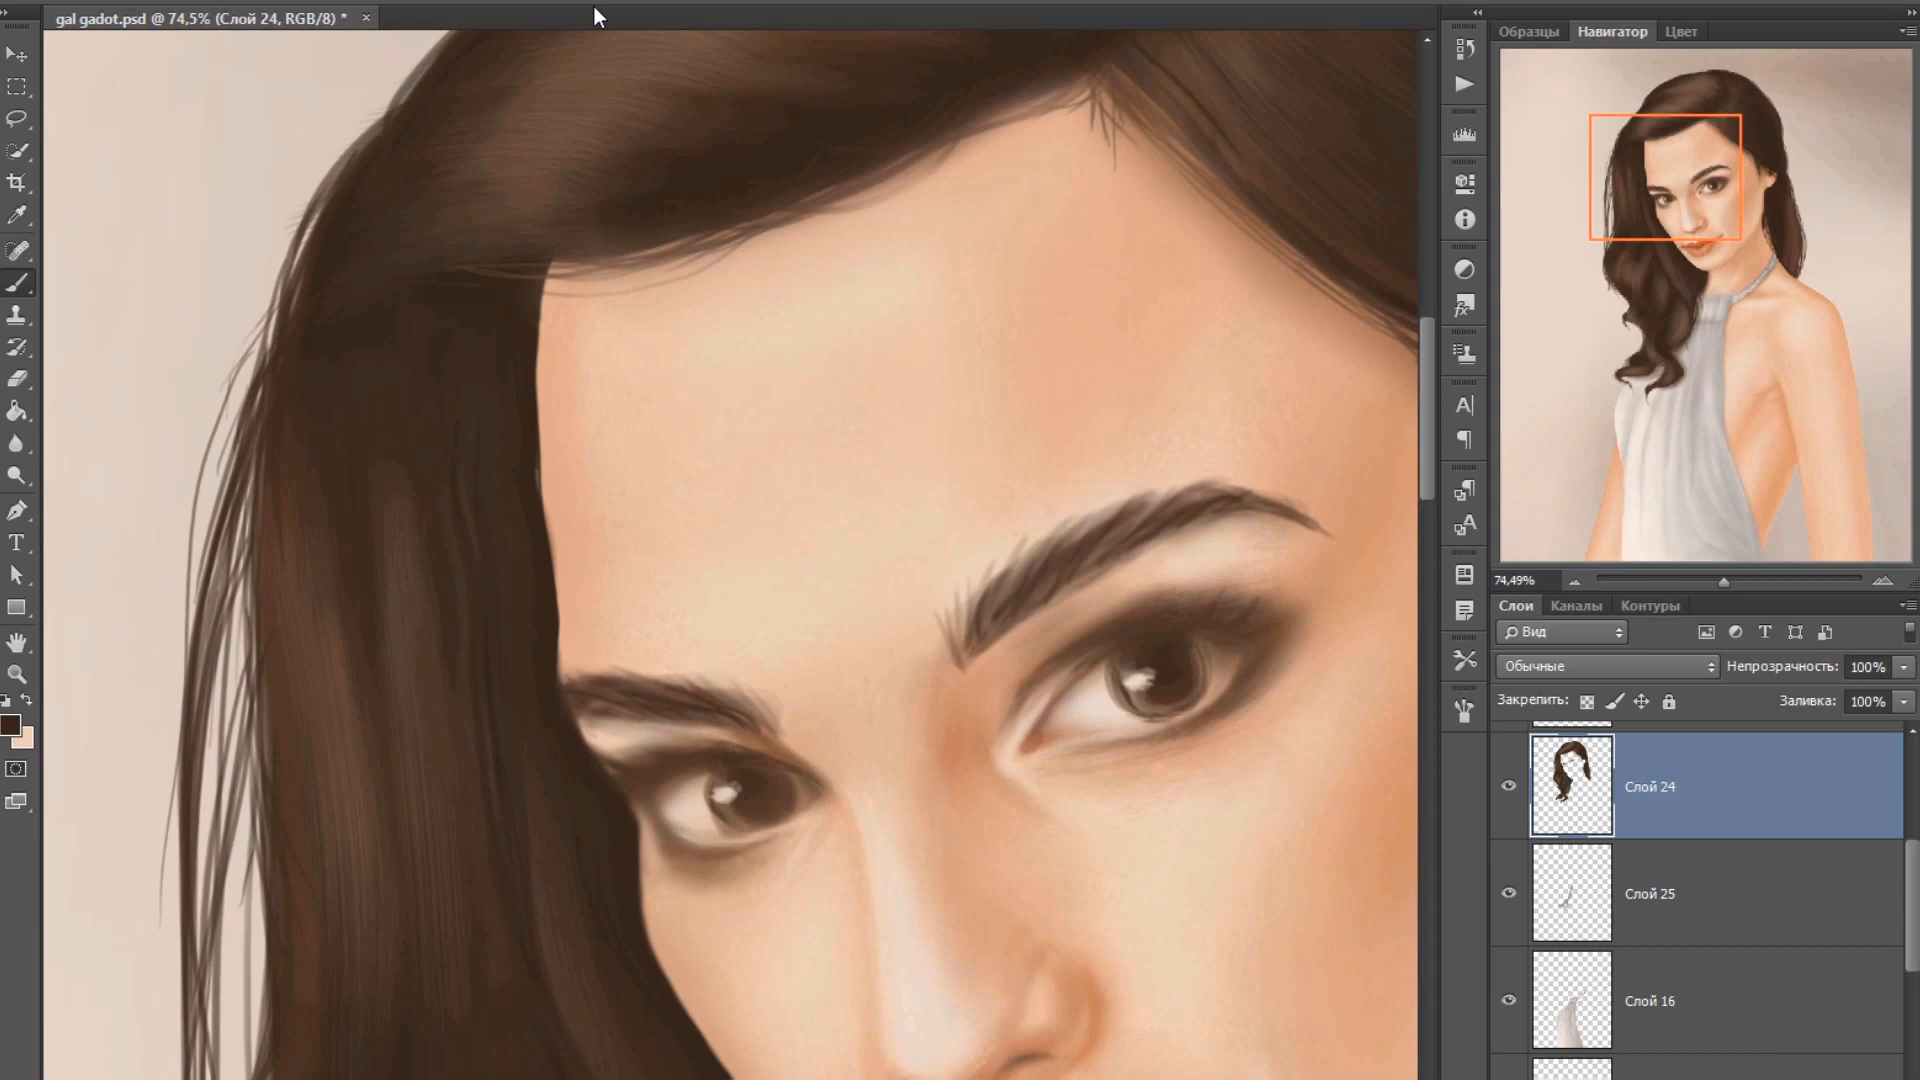 gal gadot.psd @ 74,5% (Слой 24, RGB/8) *
Образцы Навигатор Цвет
74,49%
Слои Каналы Контуры
Вид
Обычные Непрозрачность: 100%
Закрепить: Заливка: 100%
Слой 24
Слой 25
Слой 16